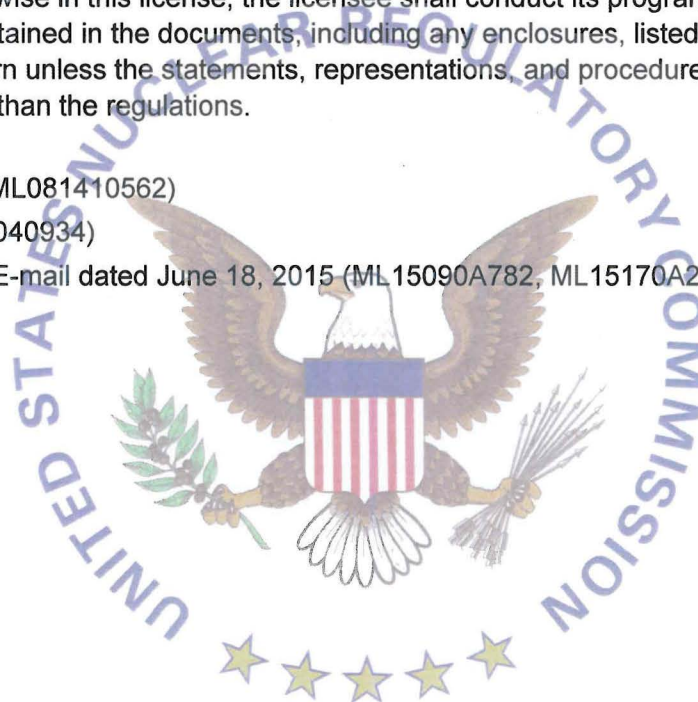 wise in this license, the licensee shall conduct its program
tained in the documents, including any enclosures, listed
rn unless the statements, representations, and procedure
than the regulations.
ML081410562)
040934)
E-mail dated June 18, 2015 (ML15090A782, ML15170A2
UNITED STATES NUCLEAR REGULATORY COMMISSION